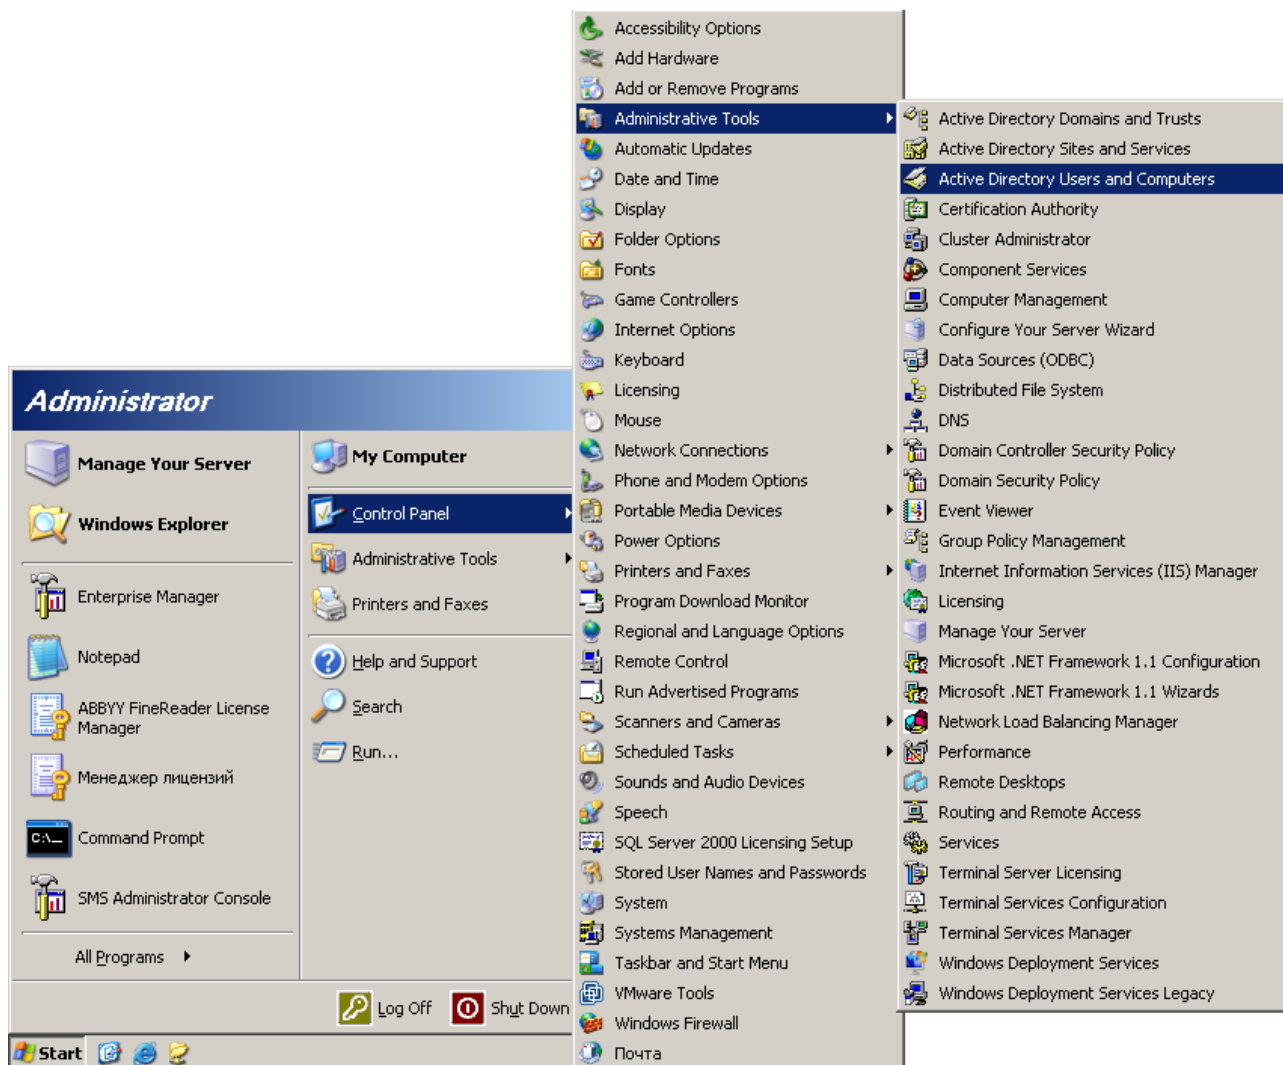 Administrator
Manage Your Server
Windows Explorer
Enterprise Manager
Notepad
ABBYY FineReader License
Manager
Менеджер лицензий
C:\_
Command Prompt
SMS Administrator Console
All Programs
My Computer
Control Panel
Administrative Tools
Printers and Faxes
Help and Support
Search
Run...
Log Off
Shut Down
Start
Accessibility Options
Add Hardware
Add or Remove Programs
Administrative Tools
Automatic Updates
Date and Time
Display
Folder Options
Fonts
Game Controllers
Internet Options
Keyboard
Licensing
Mouse
Network Connections
Phone and Modem Options
Portable Media Devices
Power Options
Printers and Faxes
Program Download Monitor
Regional and Language Options
Remote Control
Run Advertised Programs
Scanners and Cameras
Scheduled Tasks
Sounds and Audio Devices
Speech
SQL Server 2000 Licensing Setup
Stored User Names and Passwords
System
Systems Management
Taskbar and Start Menu
VMware Tools
Windows Firewall
Почта
Active Directory Domains and Trusts
Active Directory Sites and Services
Active Directory Users and Computers
Certification Authority
Cluster Administrator
Component Services
Computer Management
Configure Your Server Wizard
Data Sources (ODBC)
Distributed File System
DNS
Domain Controller Security Policy
Domain Security Policy
Event Viewer
Group Policy Management
Internet Information Services (IIS) Manager
Licensing
Manage Your Server
Microsoft .NET Framework 1.1 Configuration
Microsoft .NET Framework 1.1 Wizards
Network Load Balancing Manager
Performance
Remote Desktops
Routing and Remote Access
Services
Terminal Server Licensing
Terminal Services Configuration
Terminal Services Manager
Windows Deployment Services
Windows Deployment Services Legacy